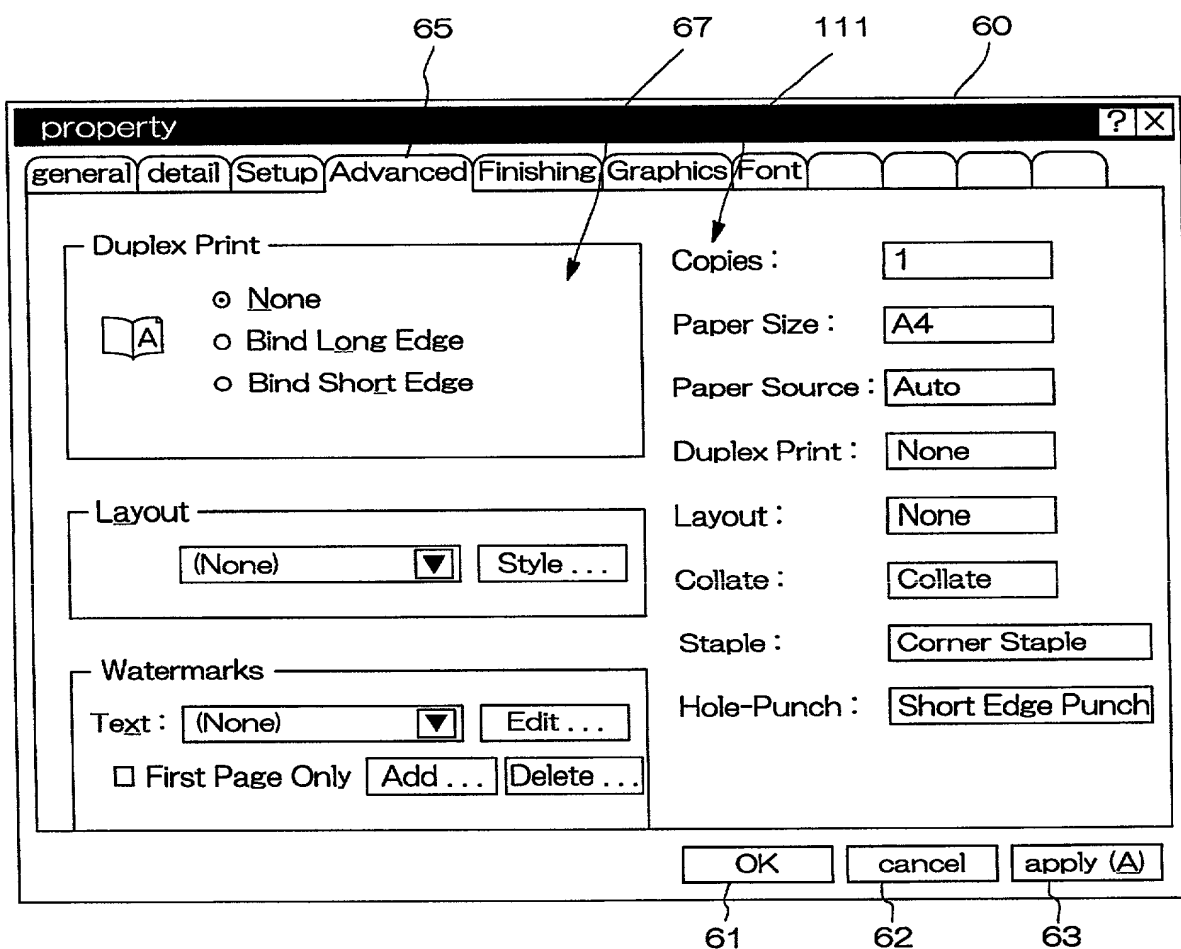 65 67 111 60
property ? X
general detail Setup Advanced Finishing Graphics Font
Duplex Print
None
Bind Long Edge
Bind Short Edge
A
Layout
(None) Style ...
Watermarks
Text : (None) Edit ...
First Page Only Add ... Delete ...
Copies : 1
Paper Size : A4
Paper Source : Auto
Duplex Print : None
Layout : None
Collate : Collate
Staple : Corner Staple
Hole-Punch : Short Edge Punch
OK cancel apply (A)
61 62 63